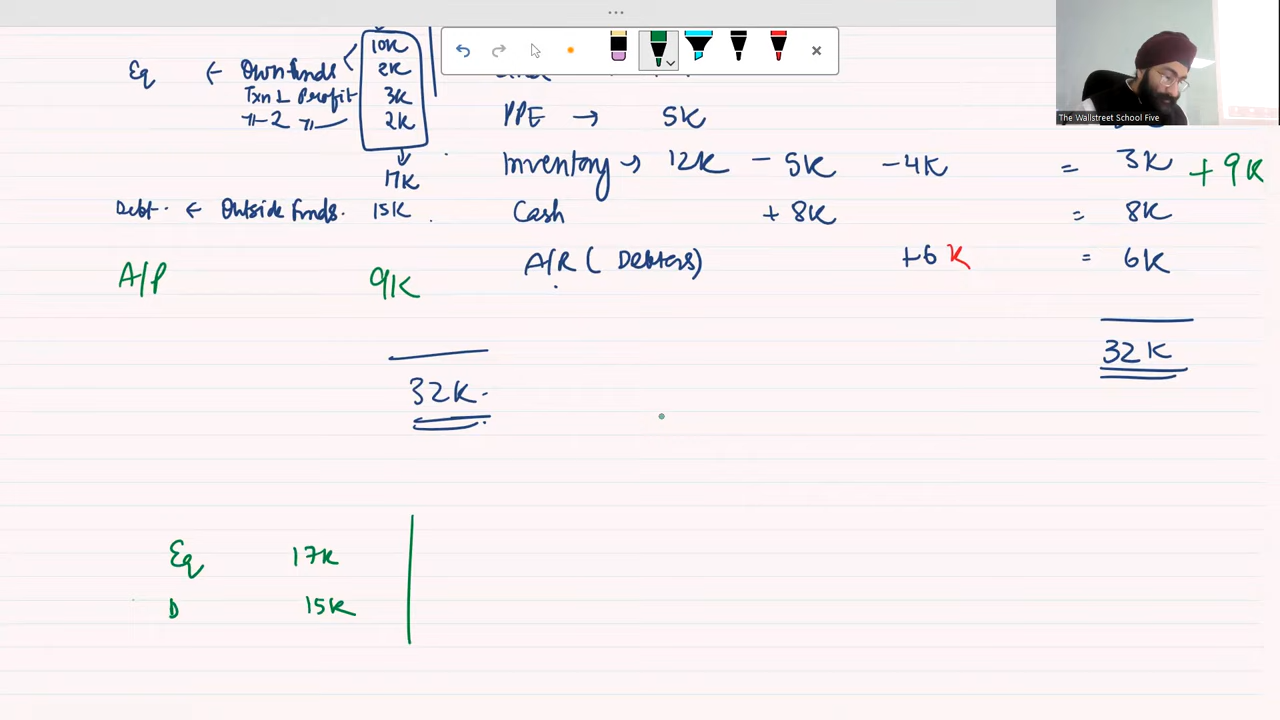 10K
Eq ← Own funds 2K
Txn 1 Profit 3K
–"– 2 –"– 2K
17K
Debt. ← Outside funds. 15K
A/P 9K
32K.
PPE → 5K
Inventory → 12K - 5K - 4K = 3K + 9K
Cash + 8K = 8K
A/R ( Debtors) +6 K = 6K
32K
Eq 17K
D 15K
The Wallstreet School Five